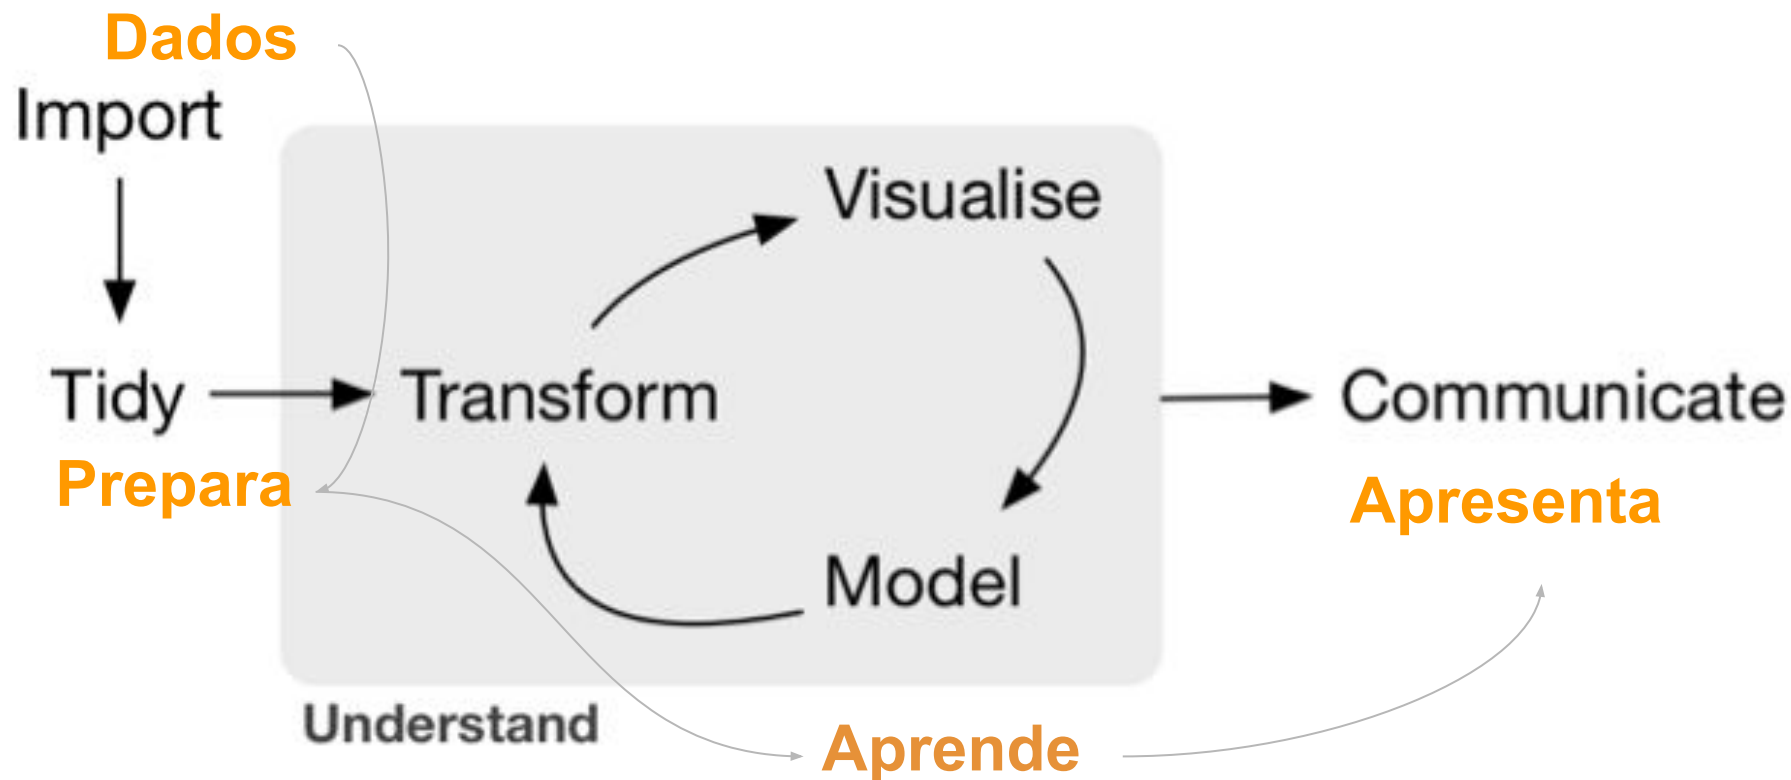 Dados
Import
Visualise
Tidy
Transform
Communicate
Prepara
Apresenta
Model
Understand
Aprende